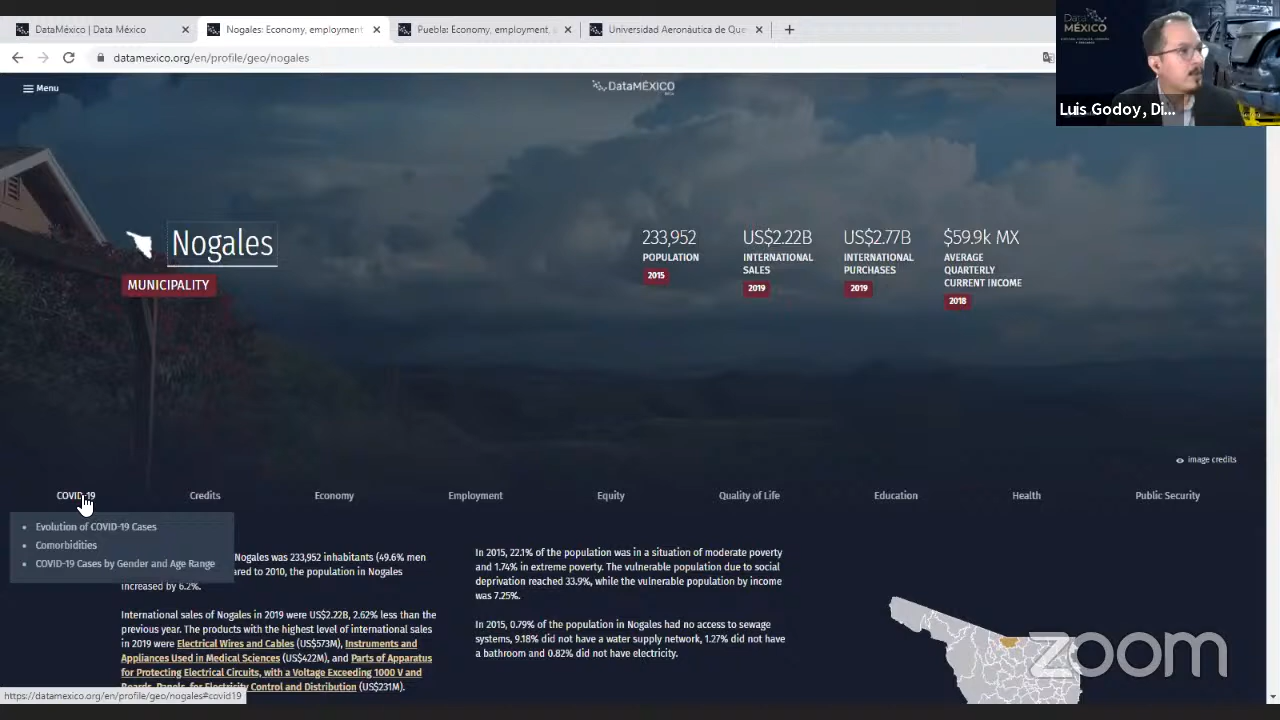 DataMéxico | Data México
Nogales: Economy, employment
Puebla: Economy, employment, e
Universidad Aeronáutica de Que
datamexico.org/en/profile/geo/nogales
Data
MÉXICO
Luis Godoy, Di...
Menu
DataMÉXICO
BETA
Nogales
MUNICIPALITY
233,952
POPULATION
2015
US$2.22B
INTERNATIONAL
SALES
2019
US$2.77B
INTERNATIONAL
PURCHASES
2019
$59.9k MX
AVERAGE
QUARTERLY
CURRENT INCOME
2018
image credits
COVID-19
Credits
Economy
Employment
Equity
Quality of Life
Education
Health
Public Security
Evolution of COVID-19 Cases
Comorbidities
COVID-19 Cases by Gender and Age Range
Nogales was 233,952 inhabitants (49.6% men
ared to 2010, the population in Nogales
increased by 6.2%.
International sales of Nogales in 2019 were US$2.22B, 2.62% less than the
previous year. The products with the highest level of international sales
in 2019 were Electrical Wires and Cables (US$573M), Instruments and
Appliances Used in Medical Sciences (US$422M), and Parts of Apparatus
for Protecting Electrical Circuits, with a Voltage Exceeding 1000 V and
Boards, Panels, for Electricity Control and Distribution (US$231M).
In 2015, 22.1% of the population was in a situation of moderate poverty
and 1.74% in extreme poverty. The vulnerable population due to social
deprivation reached 33.9%, while the vulnerable population by income
was 7.25%.
In 2015, 0.79% of the population in Nogales had no access to sewage
systems, 9.18% did not have a water supply network, 1.27% did not have
a bathroom and 0.82% did not have electricity.
zoom
https://datamexico.org/en/profile/geo/nogales#covid19